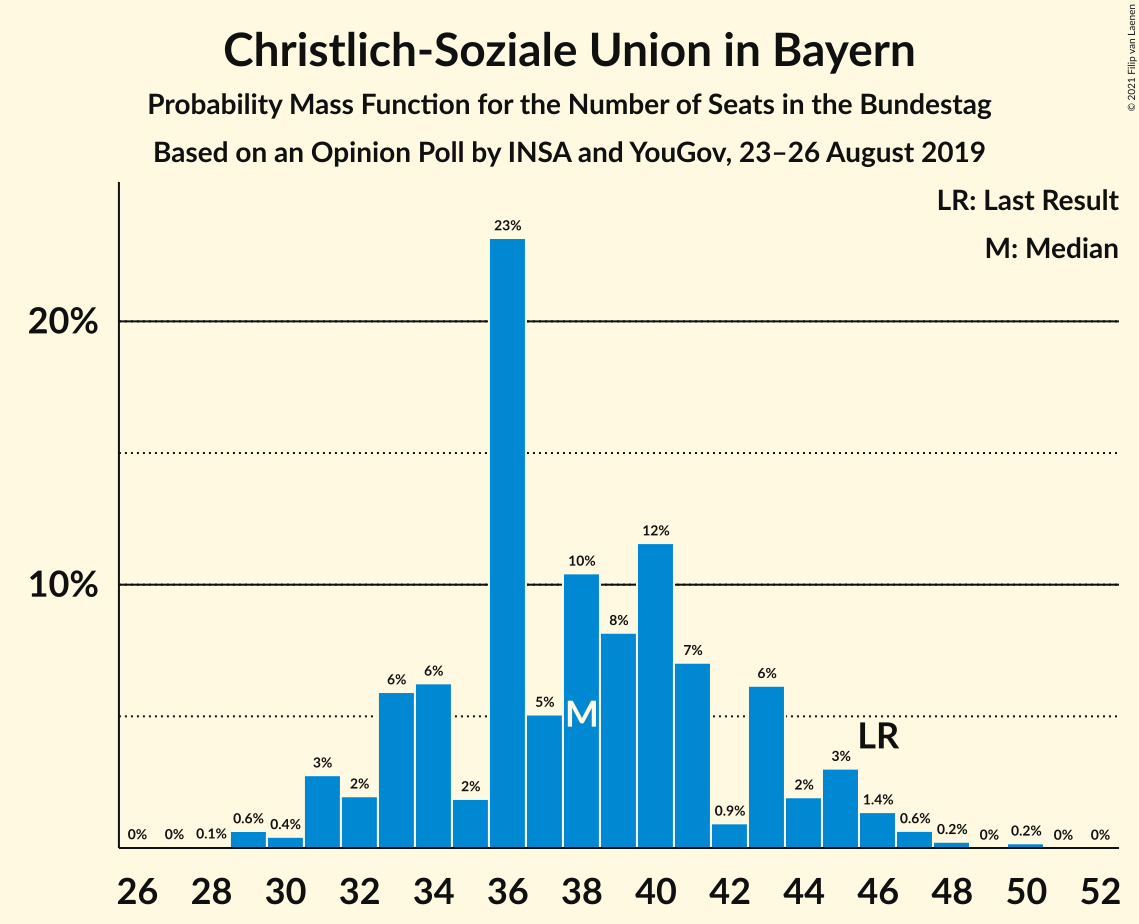 Christlich-Soziale Union in Bayern
Probability Mass Function for the Number of Seats in the Bundestag
Based on an Opinion Poll by INSA and YouGov, 23–26 August 2019
© 2021 Filip van Laenen
LR: Last Result
M: Median
20%
10%
0% 0% 0.1% 0.6% 0.4% 3% 2% 6% 6% 2% 23% 5% 10% 8% 12% 7% 0.9% 6% 2% 3% 1.4% 0.6% 0.2% 0% 0.2% 0% 0%
M
LR
26 28 30 32 34 36 38 40 42 44 46 48 50 52